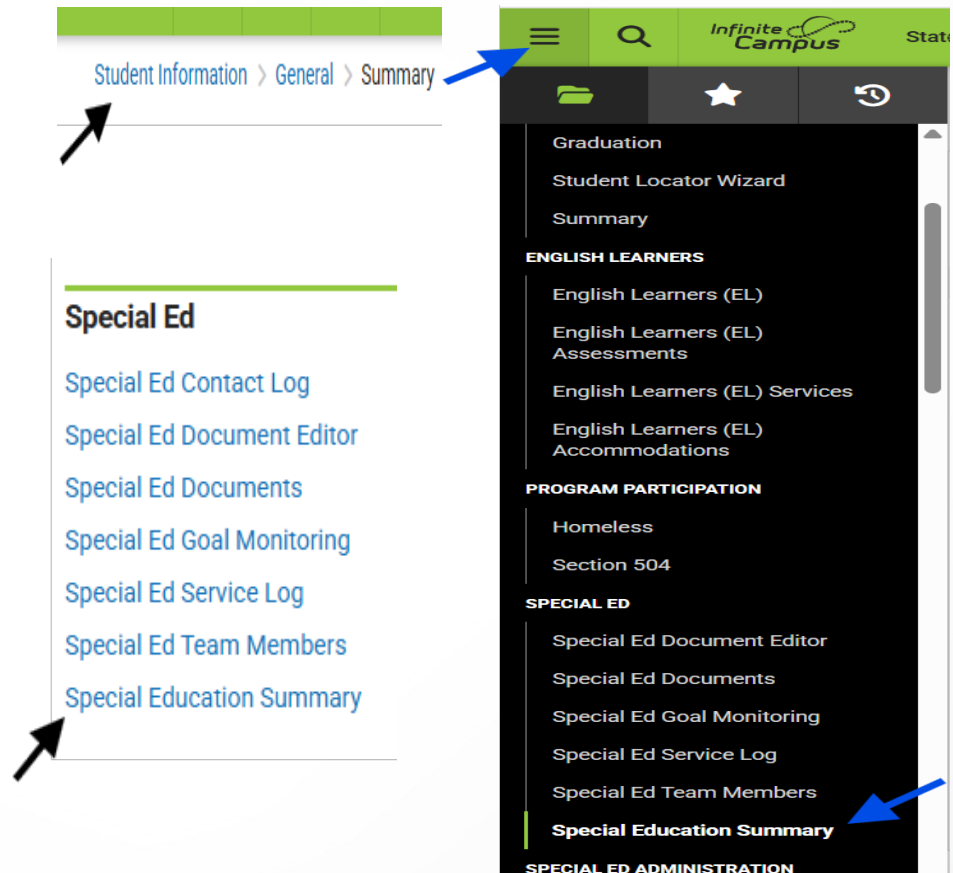 Student Information > General > Summary
Special Ed
Special Ed Contact Log
Special Ed Document Editor
Special Ed Documents
Special Ed Goal Monitoring
Special Ed Service Log
Special Ed Team Members
Special Education Summary
Infinite
Campus
State
Graduation
Student Locator Wizard
Summary
ENGLISH LEARNERS
English Learners (EL)
English Learners (EL)
Assessments
English Learners (EL) Services
English Learners (EL)
Accommodations
PROGRAM PARTICIPATION
Homeless
Section 504
SPECIAL ED
Special Ed Document Editor
Special Ed Documents
Special Ed Goal Monitoring
Special Ed Service Log
Special Ed Team Members
Special Education Summary
SPECIAL ED ADMINISTRATION